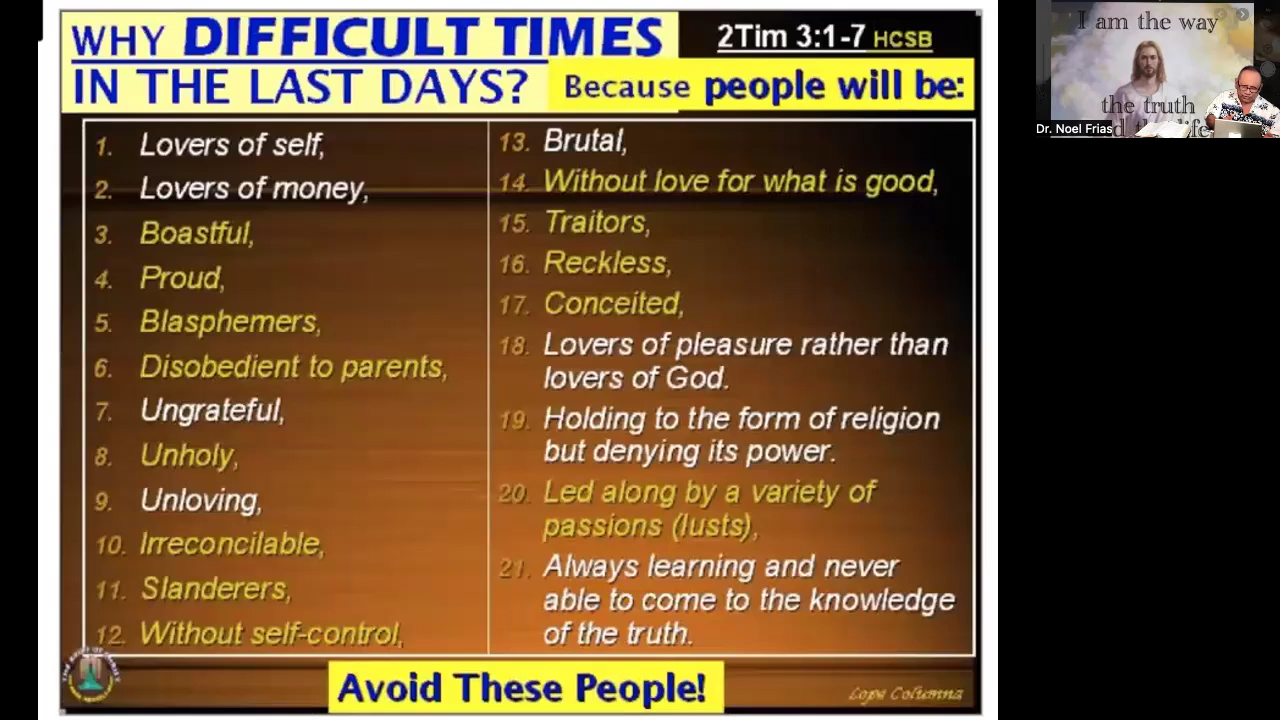 WHY DIFFICULT TIMES
IN THE LAST DAYS?
2Tim 3:1-7 HCSB
Because people will be:
1. Lovers of self,
2. Lovers of money,
3. Boastful,
4. Proud,
5. Blasphemers,
6. Disobedient to parents,
7. Ungrateful,
8. Unholy,
9. Unloving,
10. Irreconcilable,
11. Slanderers,
12. Without self-control,
13. Brutal,
14. Without love for what is good,
15. Traitors,
16. Reckless,
17. Conceited,
18. Lovers of pleasure rather than
lovers of God.
19. Holding to the form of religion
but denying its power.
20. Led along by a variety of
passions (lusts),
21. Always learning and never
able to come to the knowledge
of the truth.
Avoid These People!
Lope Columna
I am the way
the truth
life
Dr. Noel Frias